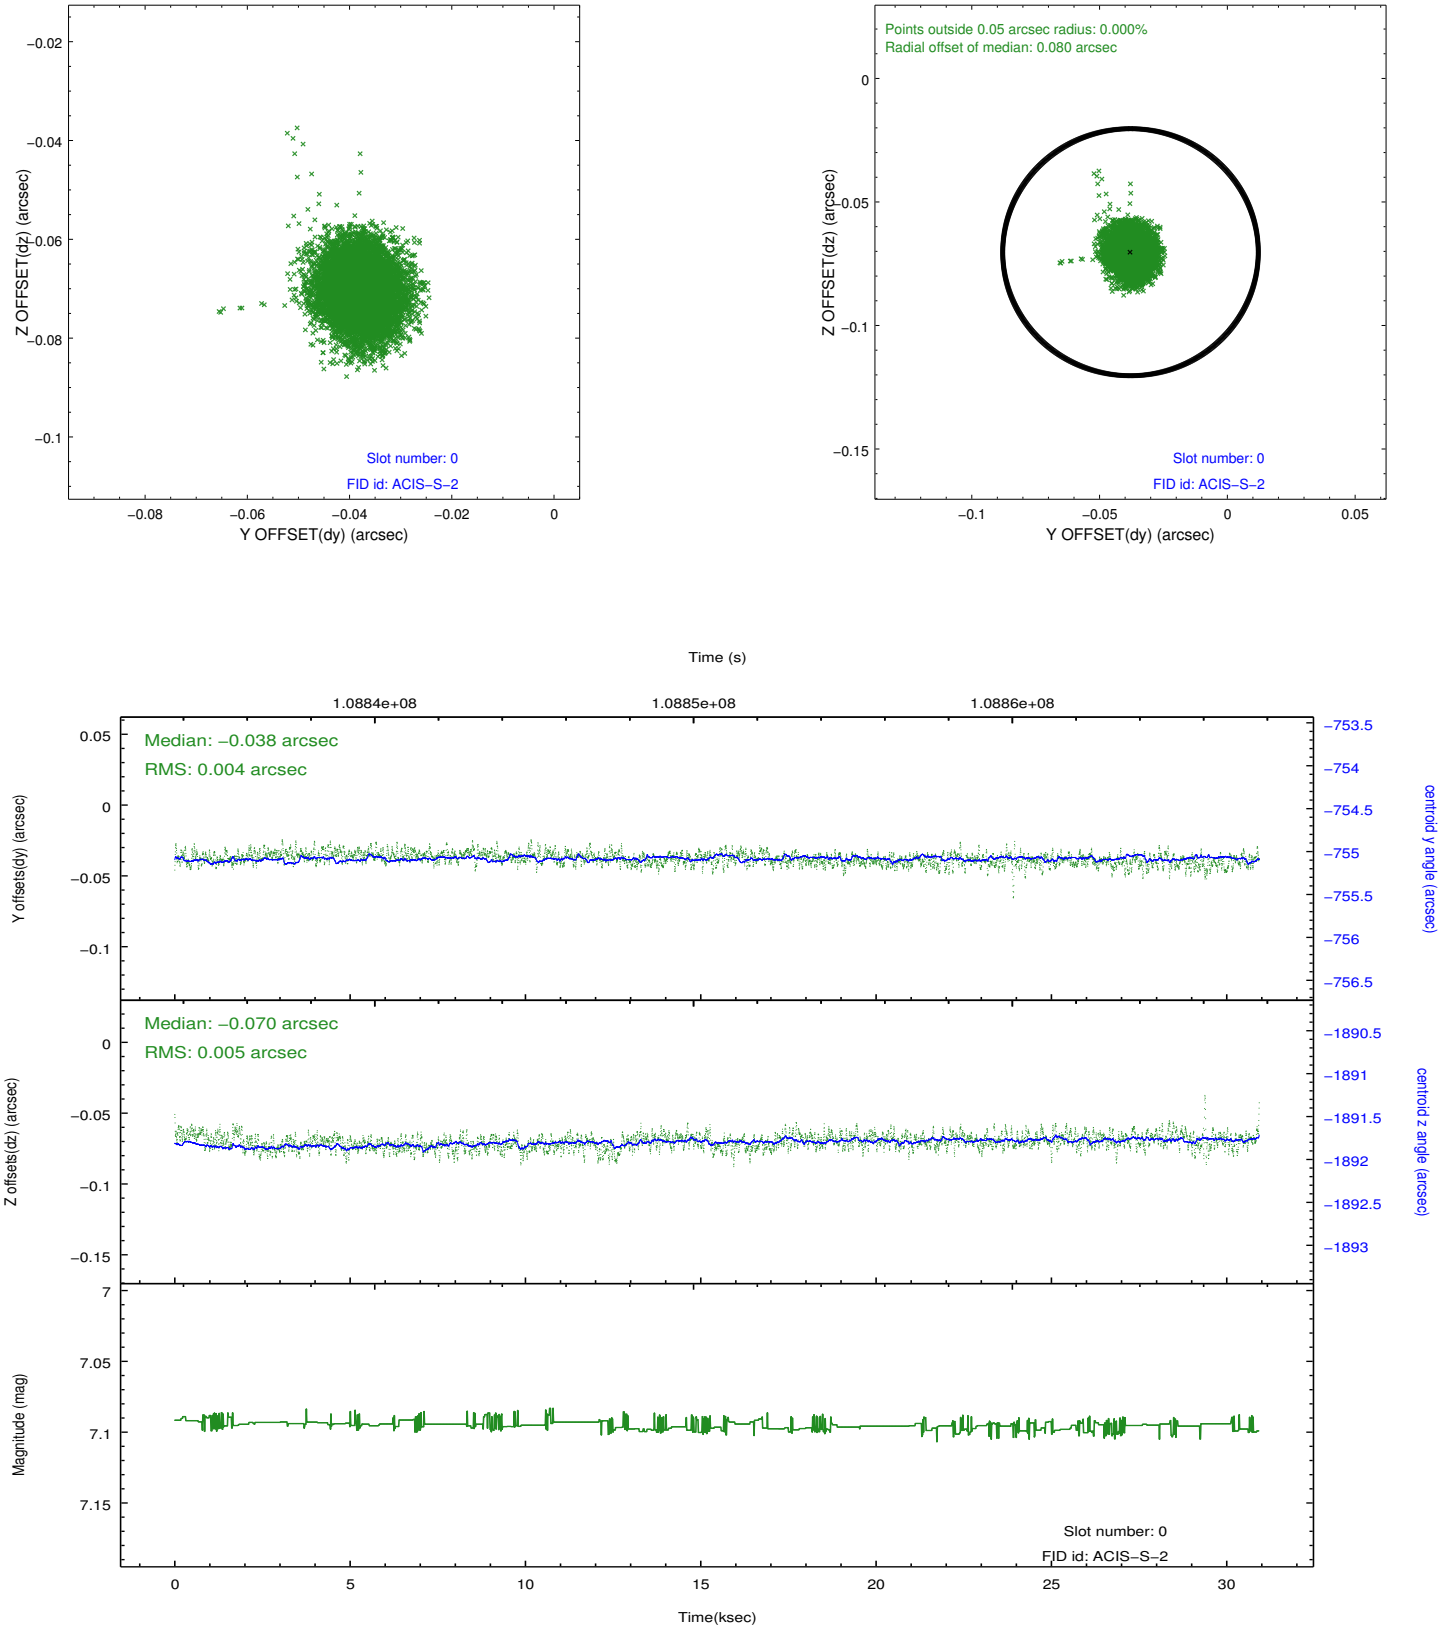 −0.02
−0.04
−0.06
−0.08
−0.1
Z OFFSET(dz) (arcsec)
Slot number: 0
FID id: ACIS−S−2
−0.08
−0.06
−0.04
−0.02
0
Y OFFSET(dy) (arcsec)
Points outside 0.05 arcsec radius: 0.000%
Radial offset of median: 0.080 arcsec
0
−0.05
−0.1
−0.15
Z OFFSET(dz) (arcsec)
Slot number: 0
FID id: ACIS−S−2
−0.1
−0.05
0
0.05
Y OFFSET(dy) (arcsec)
Time (s)
1.0884e+08
1.0885e+08
1.0886e+08
Median: −0.038 arcsec
RMS: 0.004 arcsec
0.05
0
−0.05
−0.1
Y offsets(dy) (arcsec)
−753.5
−754
−754.5
−755
−755.5
−756
−756.5
centroid y angle (arcsec)
Median: −0.070 arcsec
RMS: 0.005 arcsec
0
−0.05
−0.1
−0.15
Z offsets(dz) (arcsec)
−1890.5
−1891
−1891.5
−1892
−1892.5
−1893
centroid z angle (arcsec)
7
7.05
7.1
7.15
Magnitude (mag)
Slot number: 0
FID id: ACIS−S−2
0
5
10
15
20
25
30
Time(ksec)